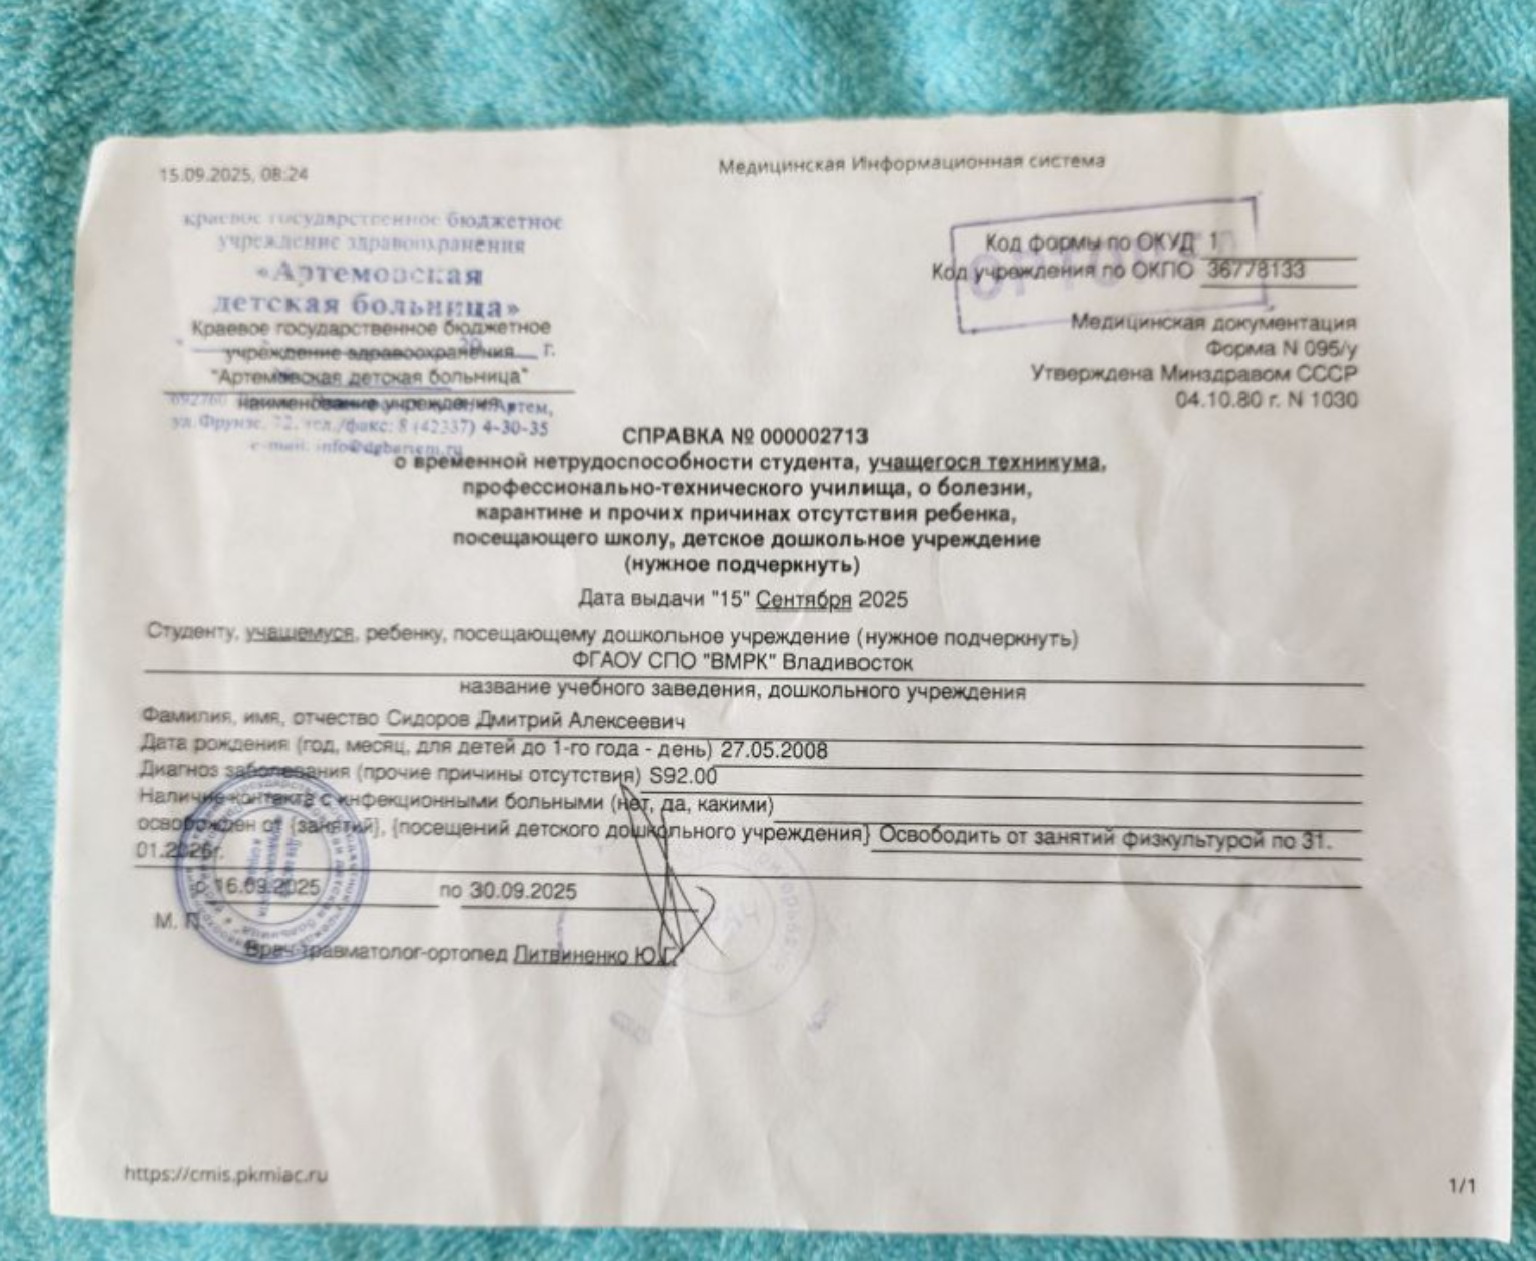 15.09.2025, 08:24
Медицинская Информационная система
краевое государственное бюджетное
учреждение здравоохранения
«Артемовская
детская больница»
Краевое государственное бюджетное
учреждение здравоохранения г.
"Артемовская детская больница"
наименование учреждения
692760 Артем,
ул.Фрунзе, 22, тел./факс: 8 (42337) 4-30-35
e-mail:
Код формы по ОКУД 1
Код учреждения по ОКПО 36778133
Медицинская документация
Форма N 095/у
Утверждена Минздравом СССР
04.10.80 г. N 1030
СПРАВКА № 000002713
о временной нетрудоспособности студента, учащегося техникума,
профессионально-технического училища, о болезни,
карантине и прочих причинах отсутствия ребенка,
посещающего школу, детское дошкольное учреждение
(нужное подчеркнуть)
Дата выдачи "15" Сентября 2025
Студенту, учащемуся, ребенку, посещающему дошкольное учреждение (нужное подчеркнуть)
ФГАОУ СПО "ВМРК" Владивосток
название учебного заведения, дошкольного учреждения
Фамилия, имя, отчество Сидоров Дмитрий Алексеевич
Дата рождения (год, месяц, для детей до 1-го года - день) 27.05.2008
Диагноз заболевания (прочие причины отсутствия) S92.00
Наличие контакта с инфекционными больными (нет, да, какими)
освобожден от {занятий}, {посещений детского дошкольного учреждения} Освободить от занятий физкультурой по 31.
01.2026г.
с 16.09.2025 по 30.09.2025
М. П.
Врач-травматолог-ортопед Литвиненко Ю.Г.
https://cmis.pkmiac.ru
1/1